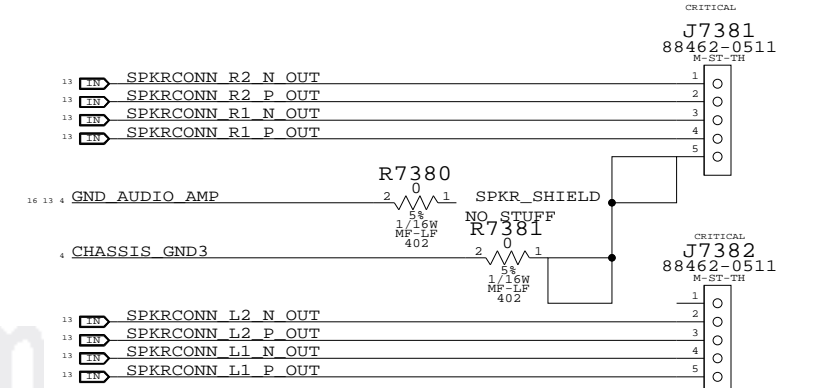 CRITICAL
J7381
88462-0511
M-ST-TH
13 IN SPKRCONN_R2_N_OUT 1
13 IN SPKRCONN_R2_P_OUT 2
13 IN SPKRCONN_R1_N_OUT 3
13 IN SPKRCONN_R1_P_OUT 4
5
R7380
0
16 13 4 GND_AUDIO_AMP 2 1 SPKR_SHIELD
5%
1/16W
MF-LF
402
NO STUFF
R7381
0
4 CHASSIS_GND3 2 1
5%
1/16W
MF-LF
402
CRITICAL
J7382
88462-0511
M-ST-TH
1
13 IN SPKRCONN_L2_N_OUT 2
13 IN SPKRCONN_L2_P_OUT 3
13 IN SPKRCONN_L1_N_OUT 4
13 IN SPKRCONN_L1_P_OUT 5